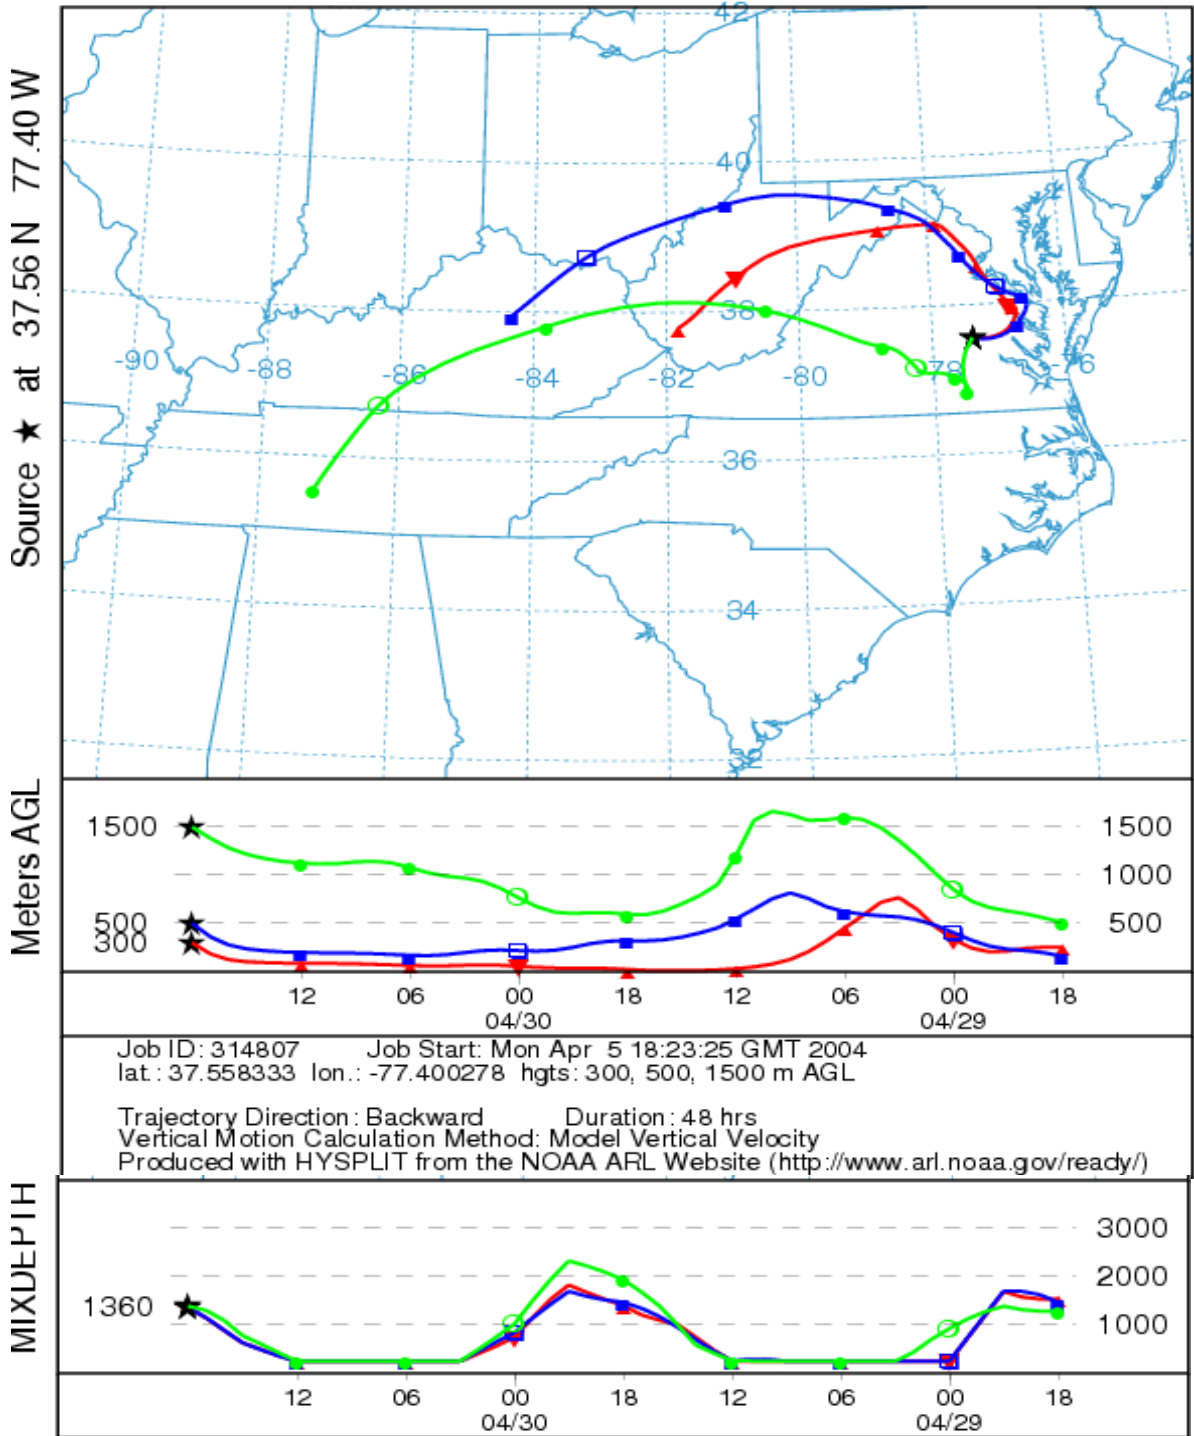 Source ★ at 37.56 N 77.40 W
42
40
38
36
34
32
-90
-88
-86
-84
-82
-80
-78
-76
Meters AGL
1500
500
300
1500
1000
500
12 06 00 18 12 06 00 18
04/30 04/29
Job ID: 314807 Job Start: Mon Apr 5 18:23:25 GMT 2004
lat.: 37.558333 lon.: -77.400278 hgts: 300, 500, 1500 m AGL
Trajectory Direction: Backward Duration: 48 hrs
Vertical Motion Calculation Method: Model Vertical Velocity
Produced with HYSPLIT from the NOAA ARL Website (http://www.arl.noaa.gov/ready/)
MIXDEPTH
1360
3000
2000
1000
12 06 00 18 12 06 00 18
04/30 04/29